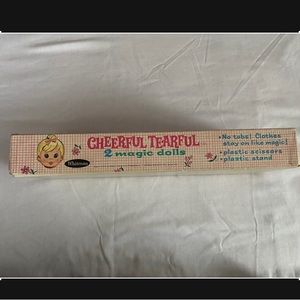 Whitman
CHEERFUL TEARFUL
2 magic dolls
•No tabs! Clothes
stay on like magic!
•plastic scissors
•plastic stand